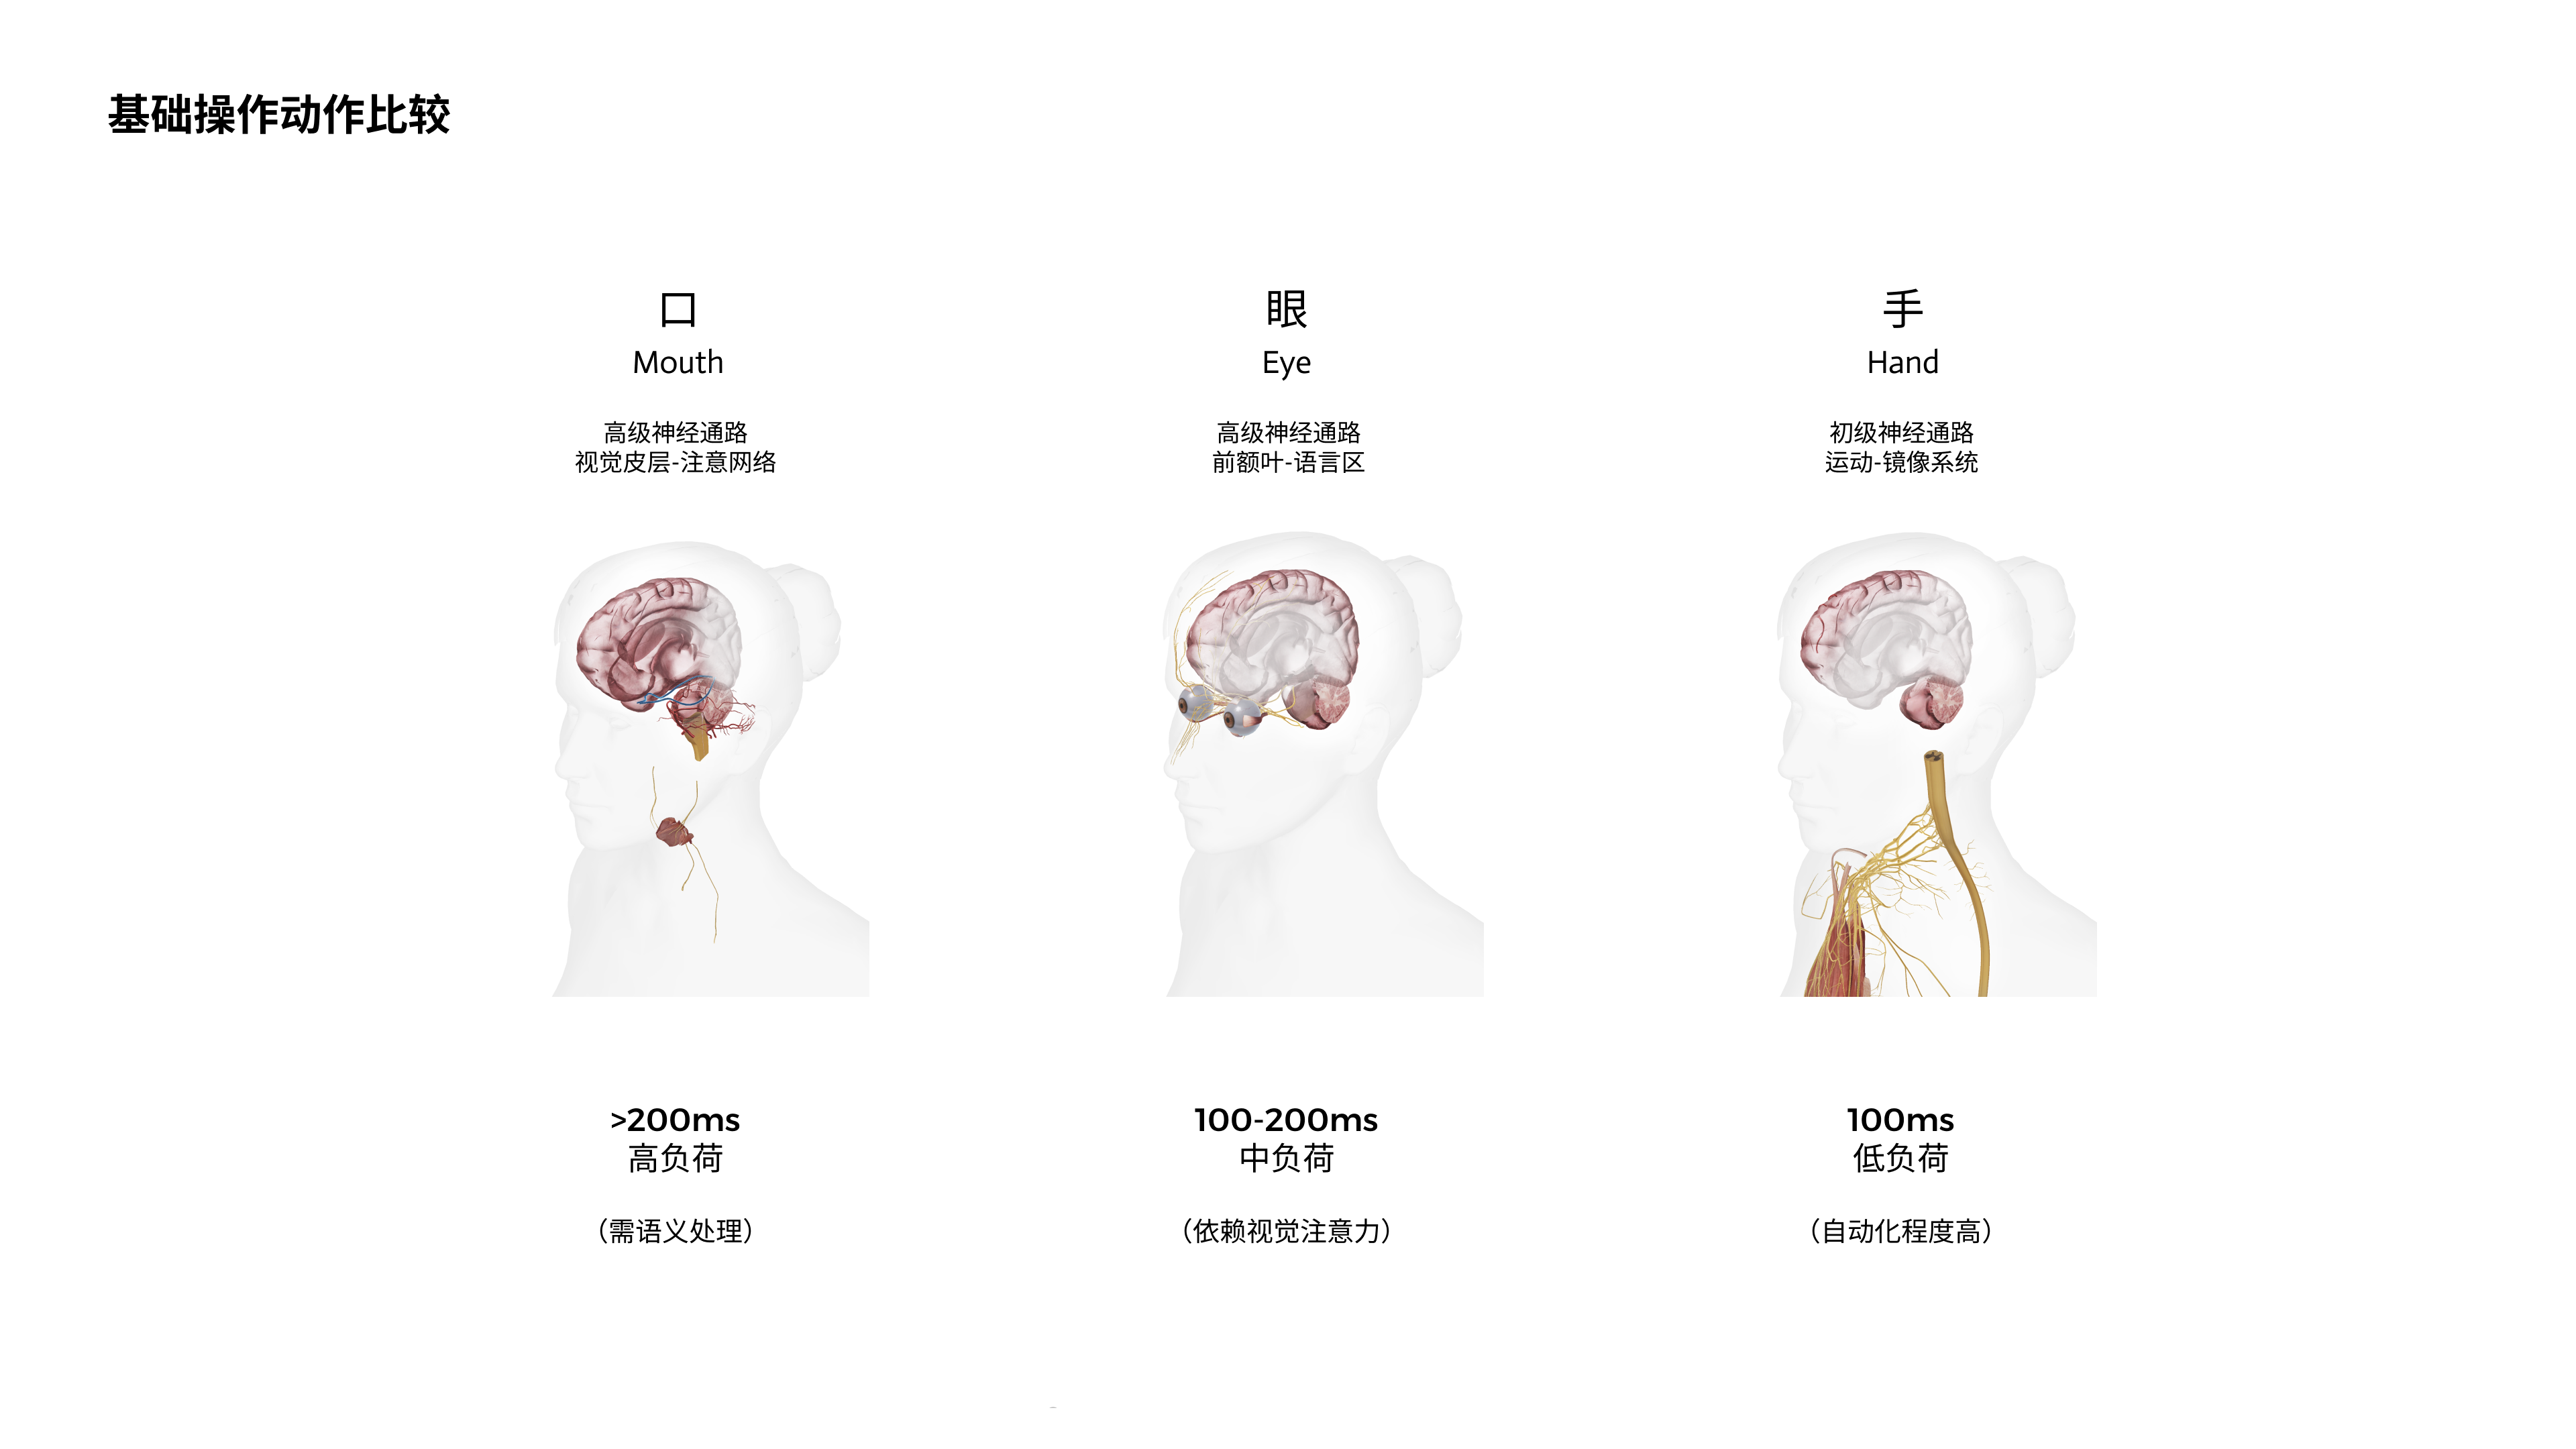 基础操作动作比较
口
Mouth
高级神经通路
视觉皮层-注意网络
>200ms
高负荷
（需语义处理）
眼
Eye
高级神经通路
前额叶-语言区
100-200ms
中负荷
（依赖视觉注意力）
手
Hand
初级神经通路
运动-镜像系统
100ms
低负荷
（自动化程度高）